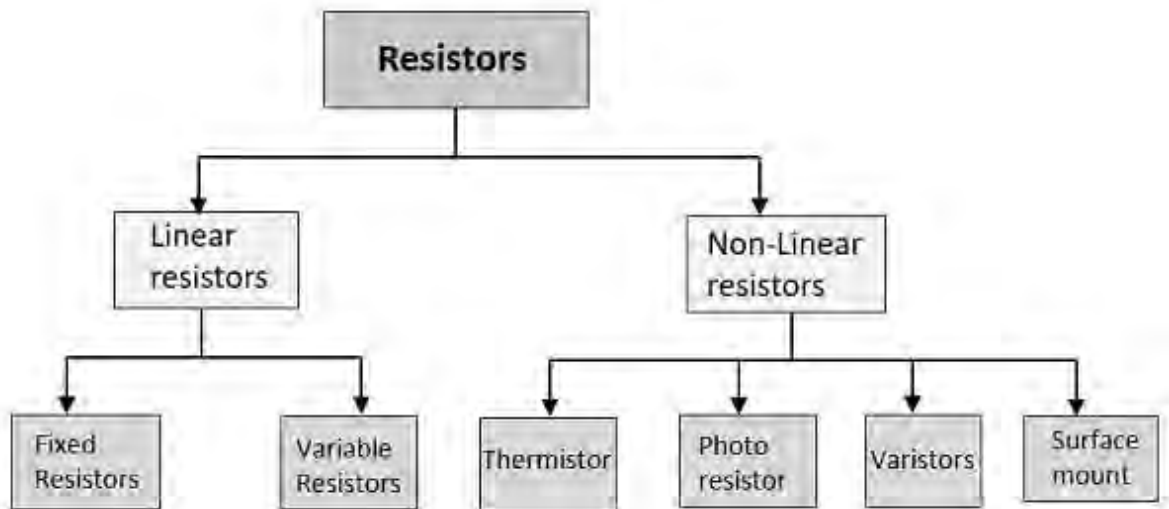 Resistors
Linear
resistors
Non-Linear
resistors
Fixed
Resistors
Variable
Resistors
Thermistor
Photo
resistor
Varistors
Surface
mount